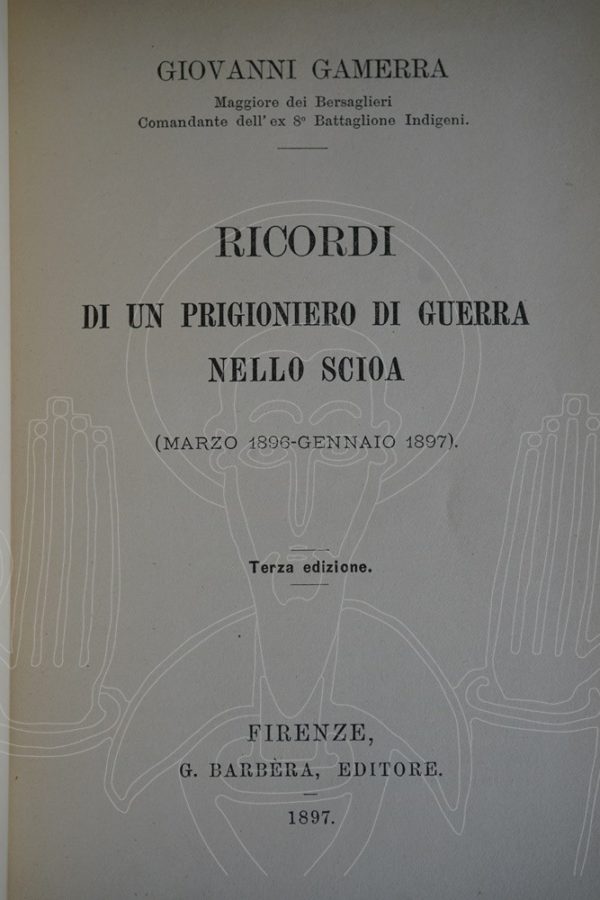 GIOVANNI GAMERRA
Maggiore dei Bersaglieri
Comandante dell' ex 8º Battaglione Indigeni.
RICORDI
DI UN PRIGIONIERO DI GUERRA
NELLO SCIOA
(MARZO 1896-GENNAIO 1897).
Terza edizione.
FIRENZE,
G. BARBÈRA, EDITORE.
1897.